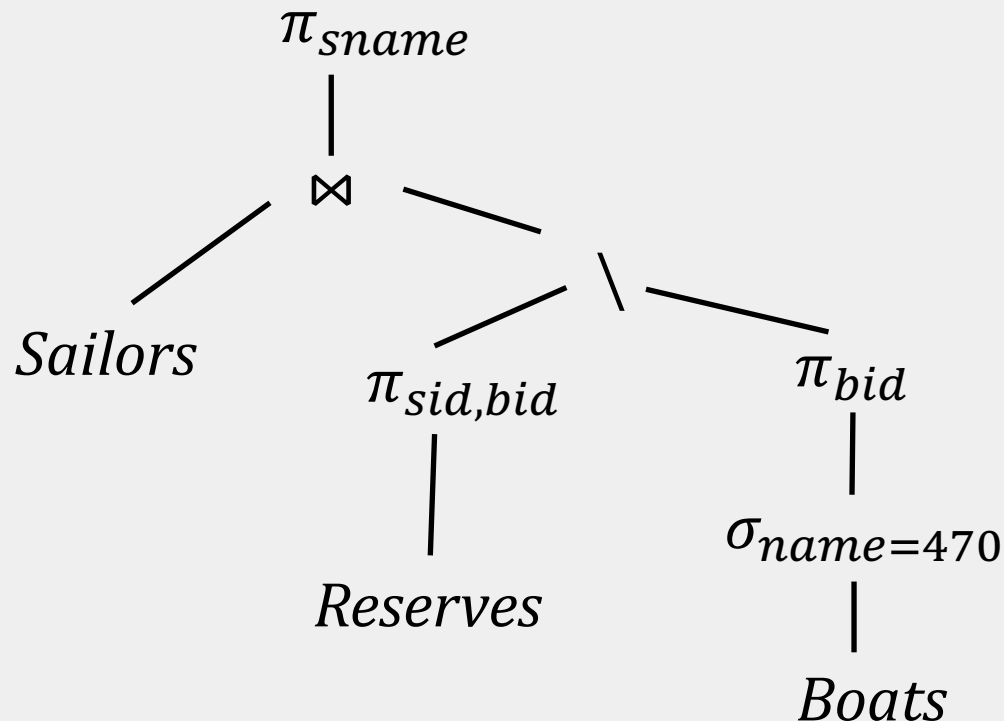 π_sname
⋈
\
Sailors
π_sid,bid
π_bid
σ_name=470
Reserves
Boats